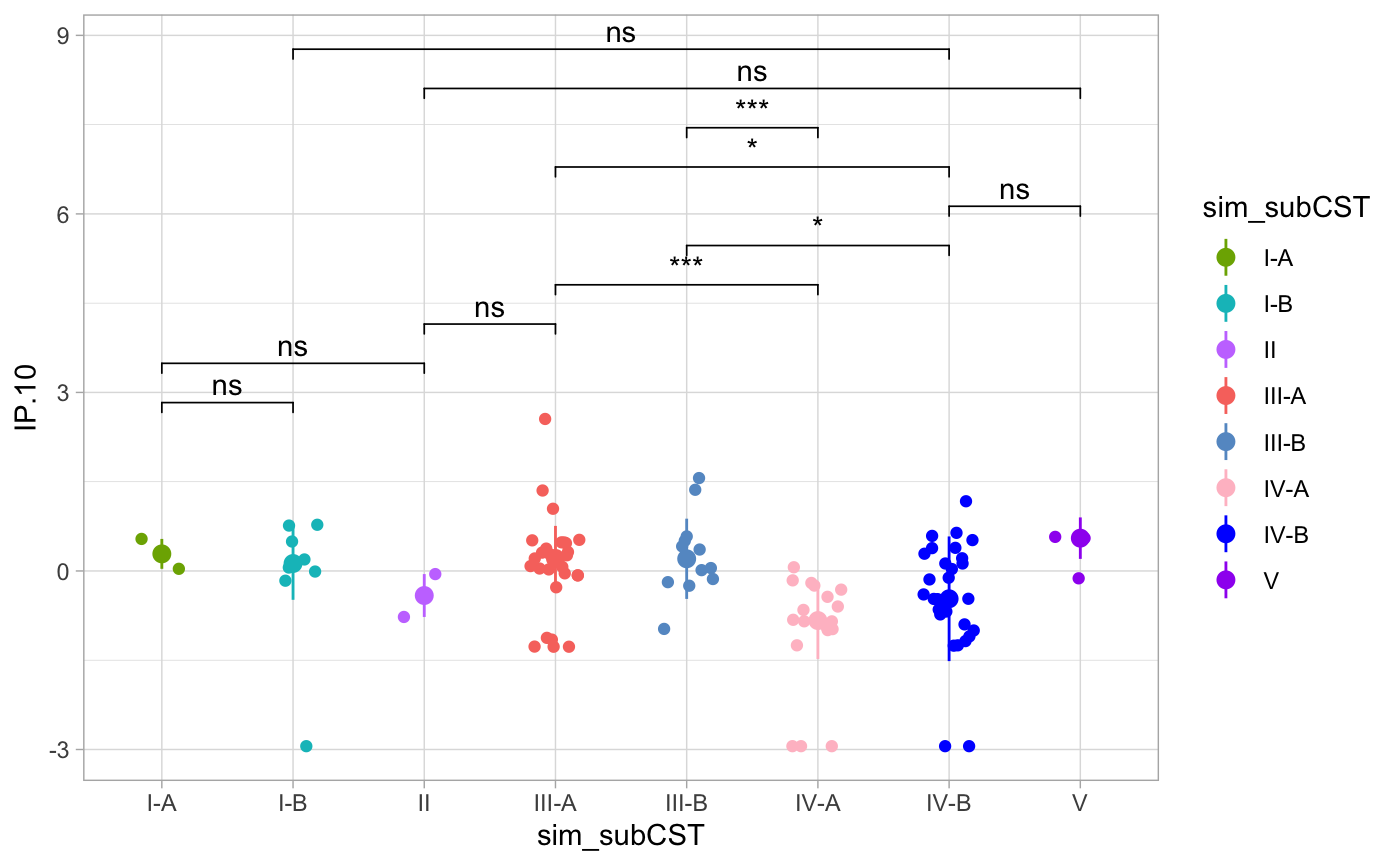 ns
ns
***
*
ns
*
***
ns
ns
ns
9
6
3
0
-3
IP.10
I-A
I-B
II
III-A
III-B
IV-A
IV-B
V
sim_subCST
sim_subCST
I-A
I-B
II
III-A
III-B
IV-A
IV-B
V